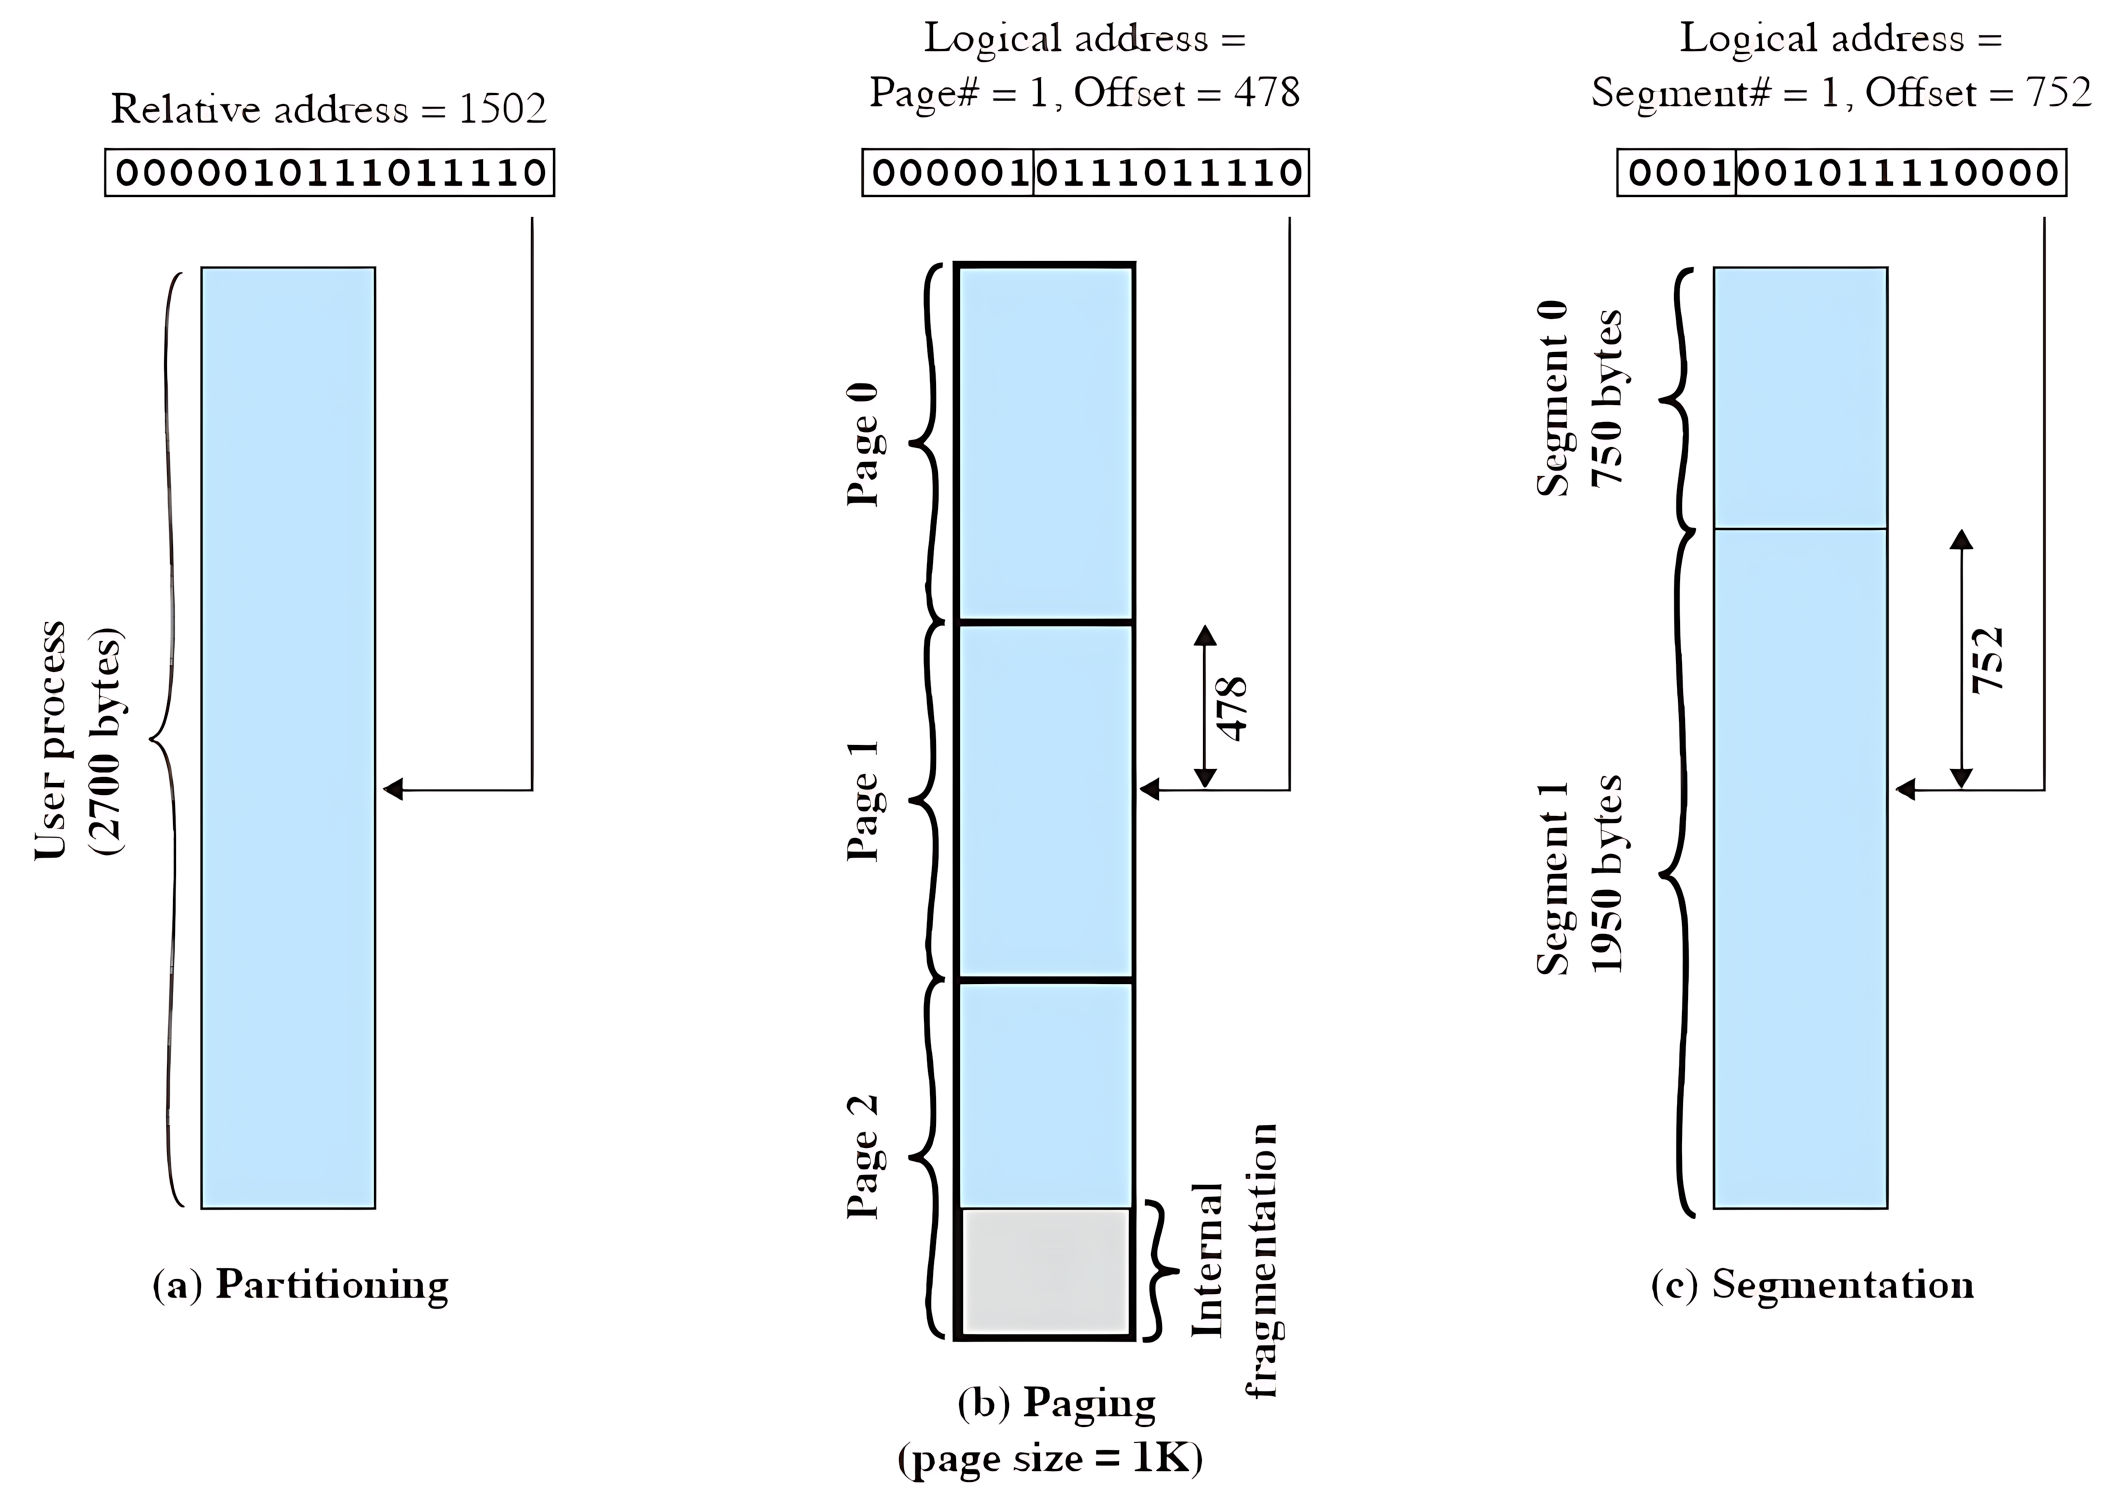 Relative address = 1502
0000010111011110
User process
(2700 bytes)
(a) Partitioning
Logical address =
Page# = 1, Offset = 478
000001 0111011110
Page 0
Page 1
Page 2
478
Internal
fragmentation
(b) Paging
(page size = 1K)
Logical address =
Segment# = 1, Offset = 752
0001 001011110000
Segment 0
750 bytes
Segment 1
1950 bytes
752
(c) Segmentation